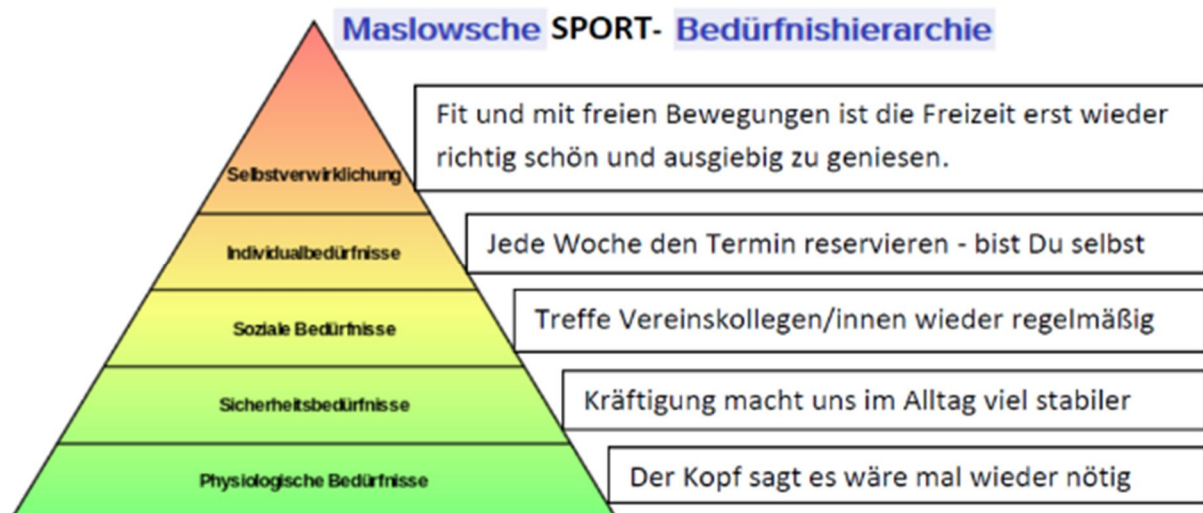 Maslowsche SPORT- Bedürfnishierarchie
Fit und mit freien Bewegungen ist die Freizeit erst wieder
richtig schön und ausgiebig zu geniesen.
Selbstverwirklichung
Individualbedürfnisse
Jede Woche den Termin reservieren - bist Du selbst
Soziale Bedürfnisse
Treffe Vereinskollegen/innen wieder regelmäßig
Sicherheitsbedürfnisse
Kräftigung macht uns im Alltag viel stabiler
Physiologische Bedürfnisse
Der Kopf sagt es wäre mal wieder nötig